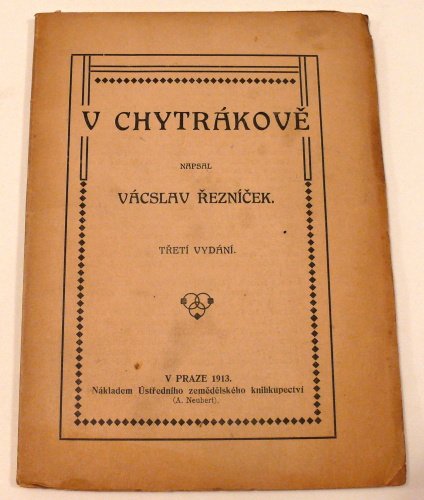 V CHYTRÁKOVĚ
NAPSAL
VÁCSLAV ŘEZNÍČEK.
TŘETÍ VYDÁNÍ.
V PRAZE 1913.
Nákladem Ústředního zemědělského knihkupectví
(A. Neubert).